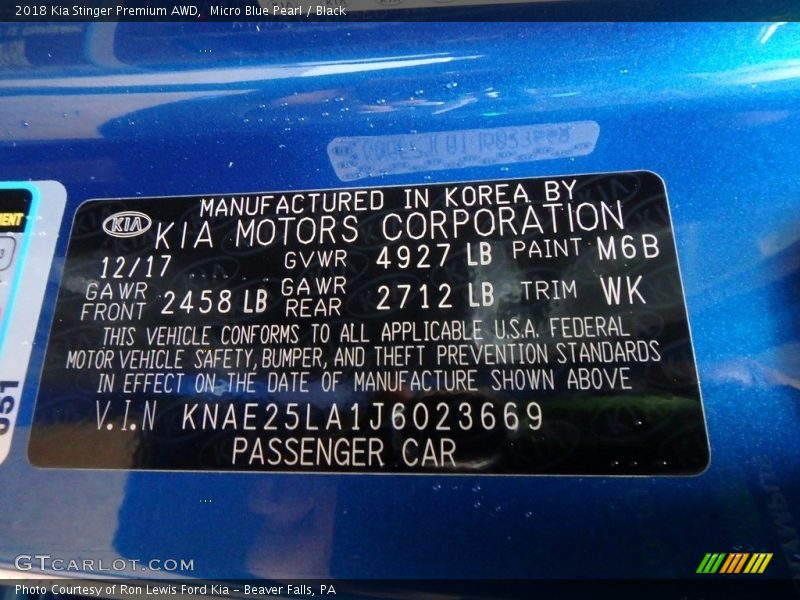 2018 Kia Stinger Premium AWD, Micro Blue Pearl / Black
MANUFACTURED IN KOREA BY
KIA KIA MOTORS CORPORATION
12/17 GVWR 4927 LB PAINT M6B
GAWR FRONT 2458 LB GAWR REAR 2712 LB TRIM WK
THIS VEHICLE CONFORMS TO ALL APPLICABLE U.S.A. FEDERAL
MOTOR VEHICLE SAFETY, BUMPER, AND THEFT PREVENTION STANDARDS
IN EFFECT ON THE DATE OF MANUFACTURE SHOWN ABOVE
V.I.N KNAE25LA1J6023669
PASSENGER CAR
GTCARLOT.COM
Photo Courtesy of Ron Lewis Ford Kia - Beaver Falls, PA